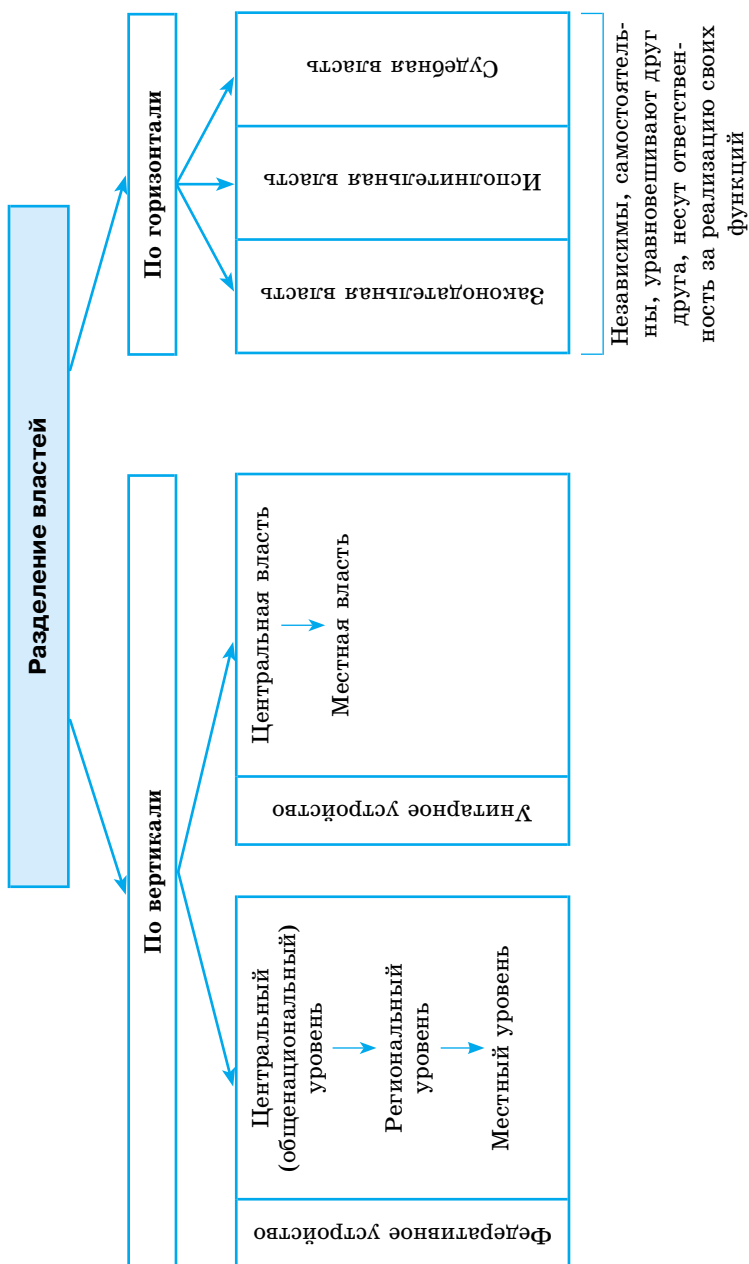 Разделение властей
По вертикали
По горизонтали
Федеративное устройство
Центральный
(общенациональный)
уровень
Региональный
уровень
Местный уровень
Унитарное устройство
Центральная власть
Местная власть
Законодательная власть
Исполнительная власть
Судебная власть
Независимы, самостоятель-
ны, уравновешивают друг
друга, несут ответствен-
ность за реализацию своих
функций